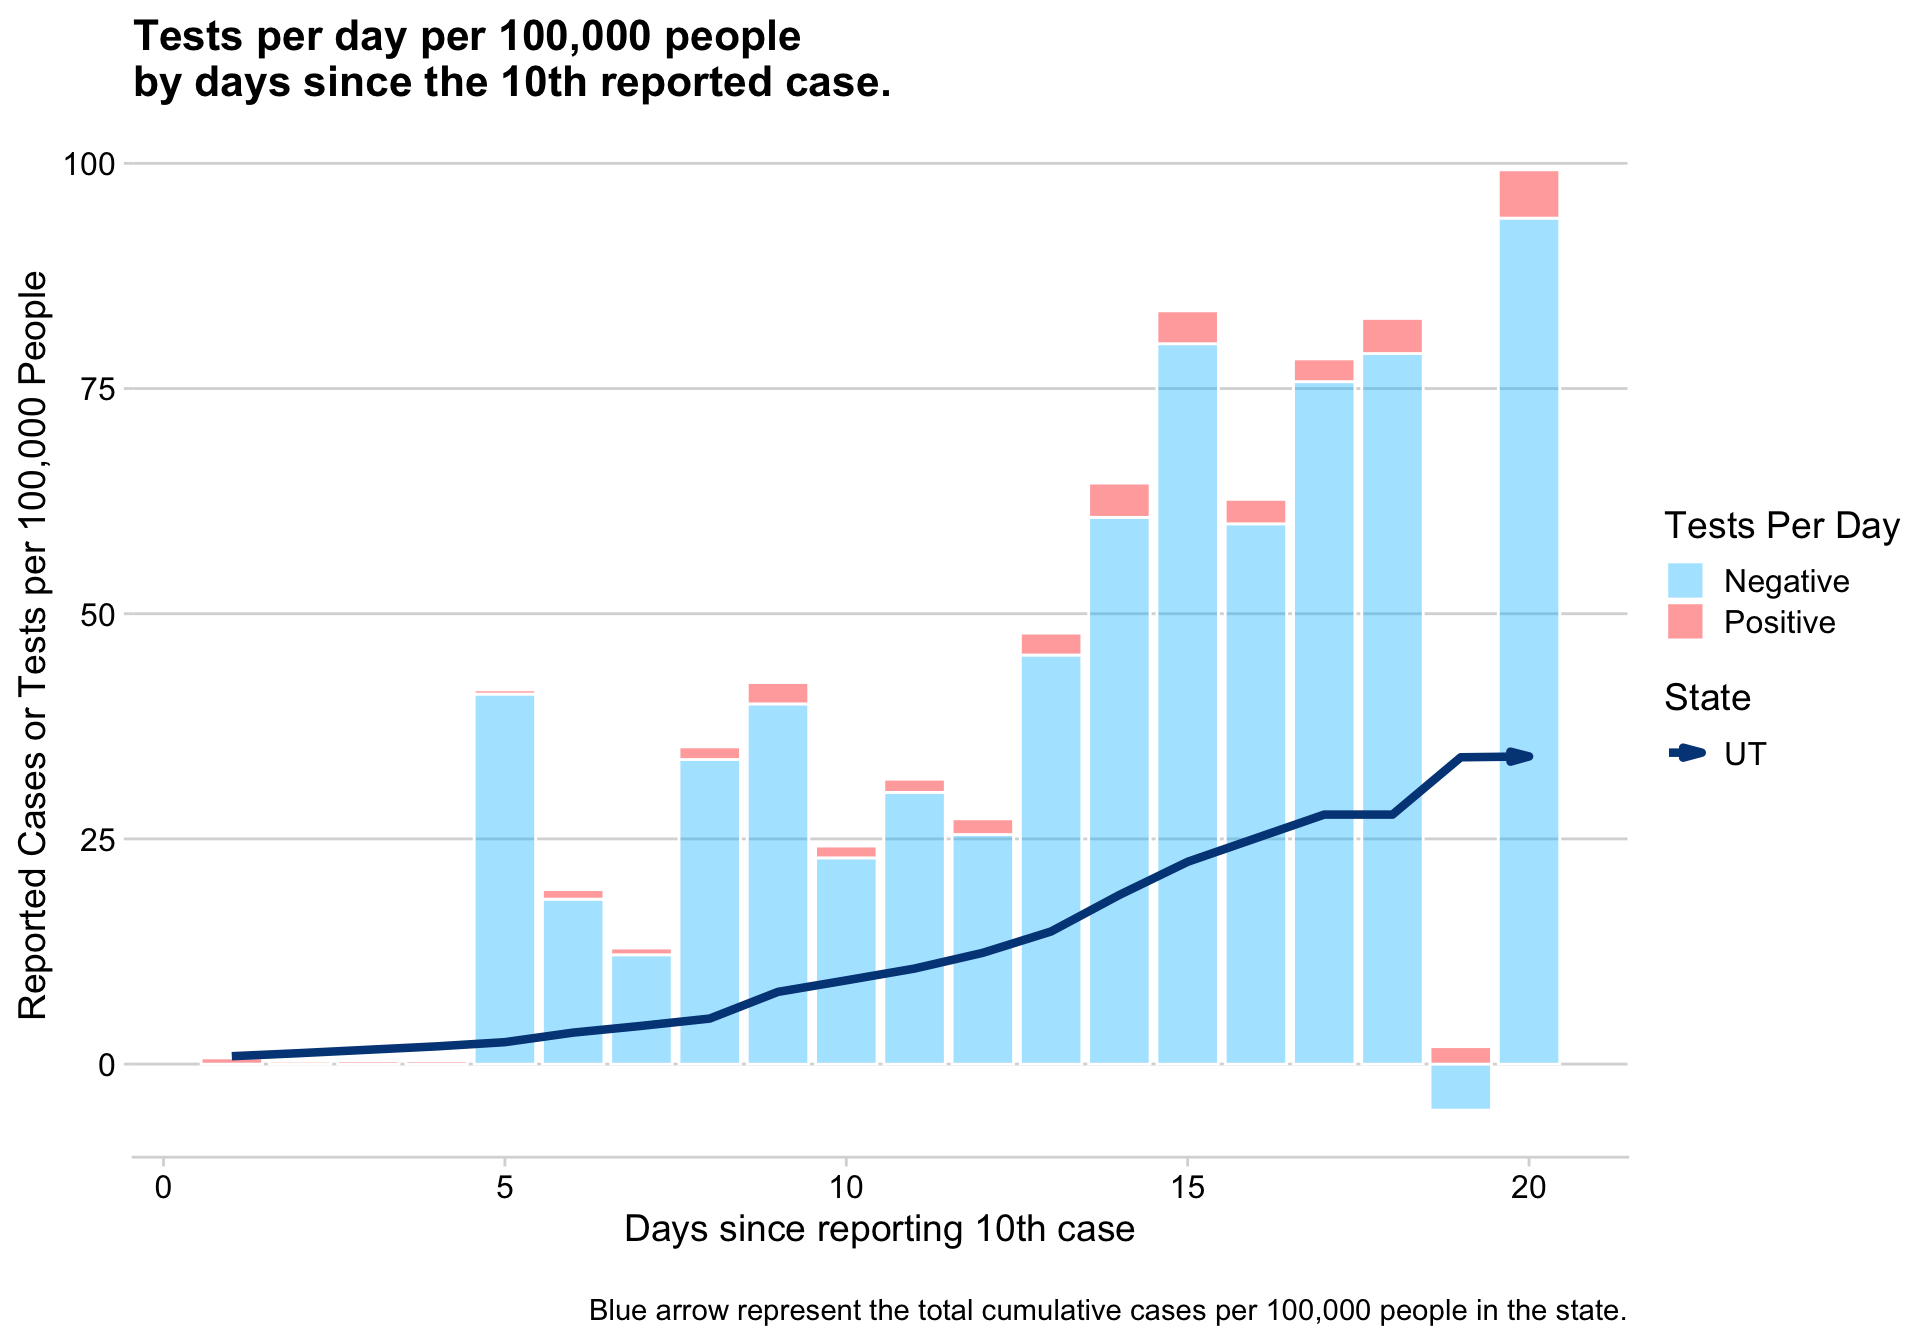 Tests per day per 100,000 people
by days since the 10th reported case.
Reported Cases or Tests per 100,000 People
100
75
50
25
0
0
5
10
15
20
Days since reporting 10th case
Tests Per Day
Negative
Positive
State
UT
Blue arrow represent the total cumulative cases per 100,000 people in the state.